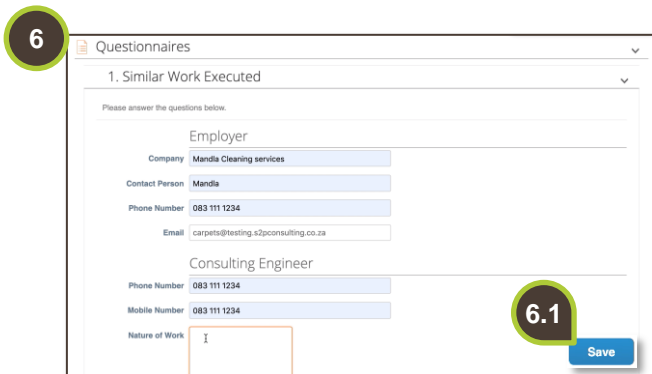 6
Questionnaires
1. Similar Work Executed
Please answer the questions below.
Employer
Company Mandla Cleaning services
Contact Person Mandla
Phone Number 083 111 1234
Email carpets@testing.s2pconsulting.co.za
Consulting Engineer
Phone Number 083 111 1234
Mobile Number 083 111 1234
Nature of Work
6.1
Save